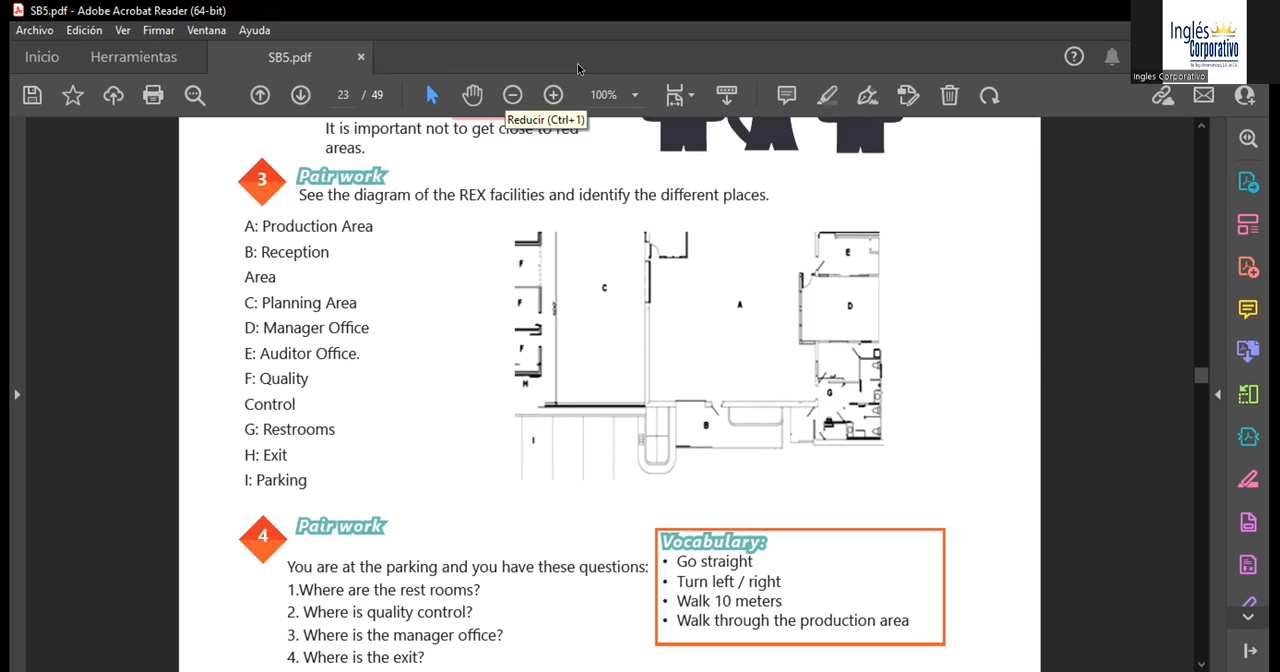 SB5.pdf - Adobe Acrobat Reader (64-bit)
Archivo Edición Ver Firmar Ventana Ayuda
Inicio Herramientas SB5.pdf ×
23 / 49 100%
Reducir (Ctrl+1)
Inglés
Corporativo
Ingles Corporativo
It is important not to get close to red
areas.
3 Pair work
See the diagram of the REX facilities and identify the different places.
A: Production Area
B: Reception
Area
C: Planning Area
D: Manager Office
E: Auditor Office.
F: Quality
Control
G: Restrooms
H: Exit
I: Parking
F
F
F
H
I
C
A
B
E
D
G
4 Pair work
You are at the parking and you have these questions:
1.Where are the rest rooms?
2. Where is quality control?
3. Where is the manager office?
4. Where is the exit?
Vocabulary:
• Go straight
• Turn left / right
• Walk 10 meters
• Walk through the production area